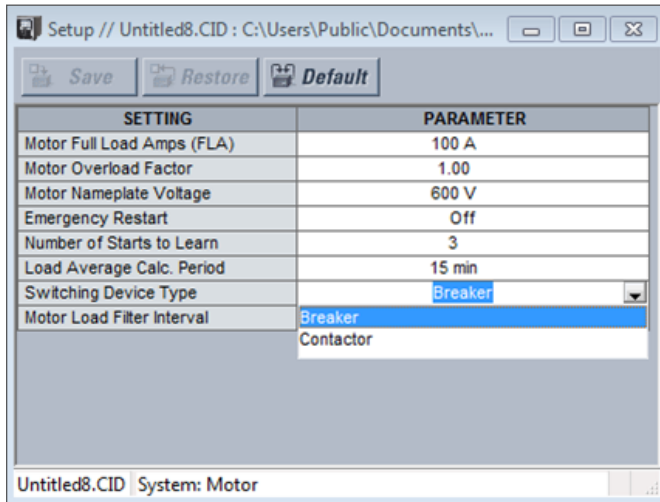 Setup // Untitled8.CID : C:\Users\Public\Documents\...
Save Restore Default
SETTING PARAMETER
Motor Full Load Amps (FLA) 100 A
Motor Overload Factor 1.00
Motor Nameplate Voltage 600 V
Emergency Restart Off
Number of Starts to Learn 3
Load Average Calc. Period 15 min
Switching Device Type Breaker
Motor Load Filter Interval Breaker
Contactor
Untitled8.CID System: Motor